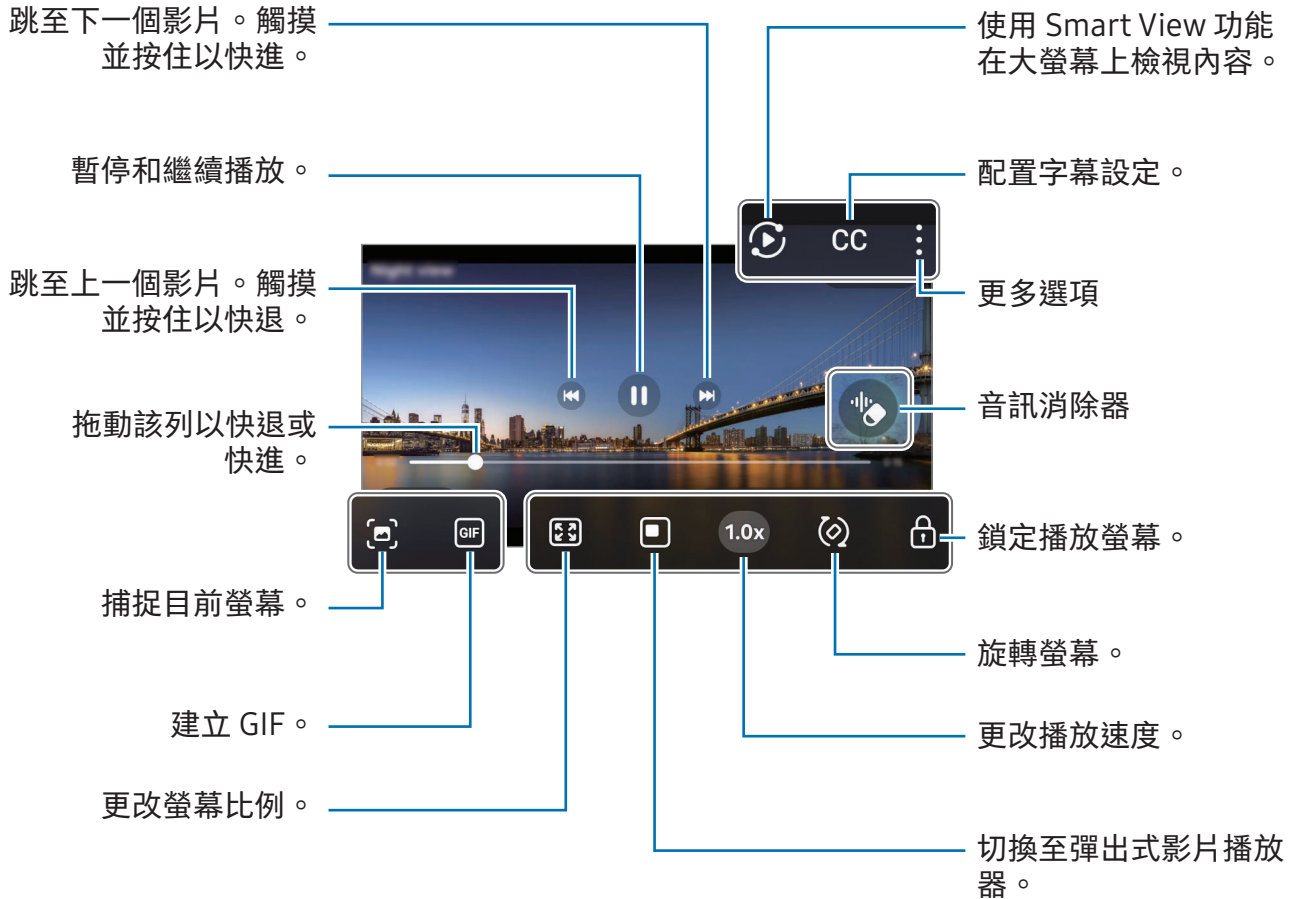 跳至下一個影片。觸摸
並按住以快進。
使用 Smart View 功能
在大螢幕上檢視內容。
暫停和繼續播放。
配置字幕設定。
CC
跳至上一個影片。觸摸
並按住以快退。
更多選項
拖動該列以快退或
快進。
音訊消除器
GIF
1.0x
鎖定播放螢幕。
捕捉目前螢幕。
旋轉螢幕。
建立 GIF。
更改播放速度。
更改螢幕比例。
切換至彈出式影片播放
器。